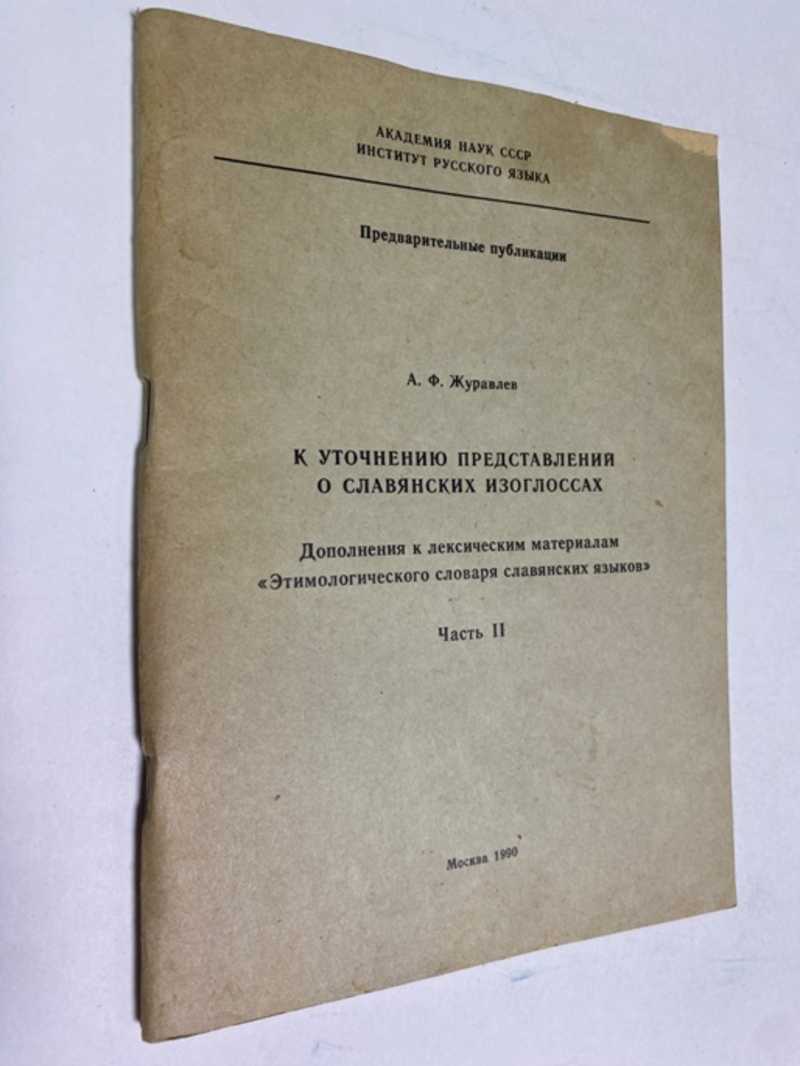 АКАДЕМИЯ НАУК СССР
ИНСТИТУТ РУССКОГО ЯЗЫКА
Предварительные публикации
А. Ф. Журавлев
К УТОЧНЕНИЮ ПРЕДСТАВЛЕНИЙ
О СЛАВЯНСКИХ ИЗОГЛОССАХ
Дополнения к лексическим материалам
«Этимологического словаря славянских языков»
Часть II
Москва 1990